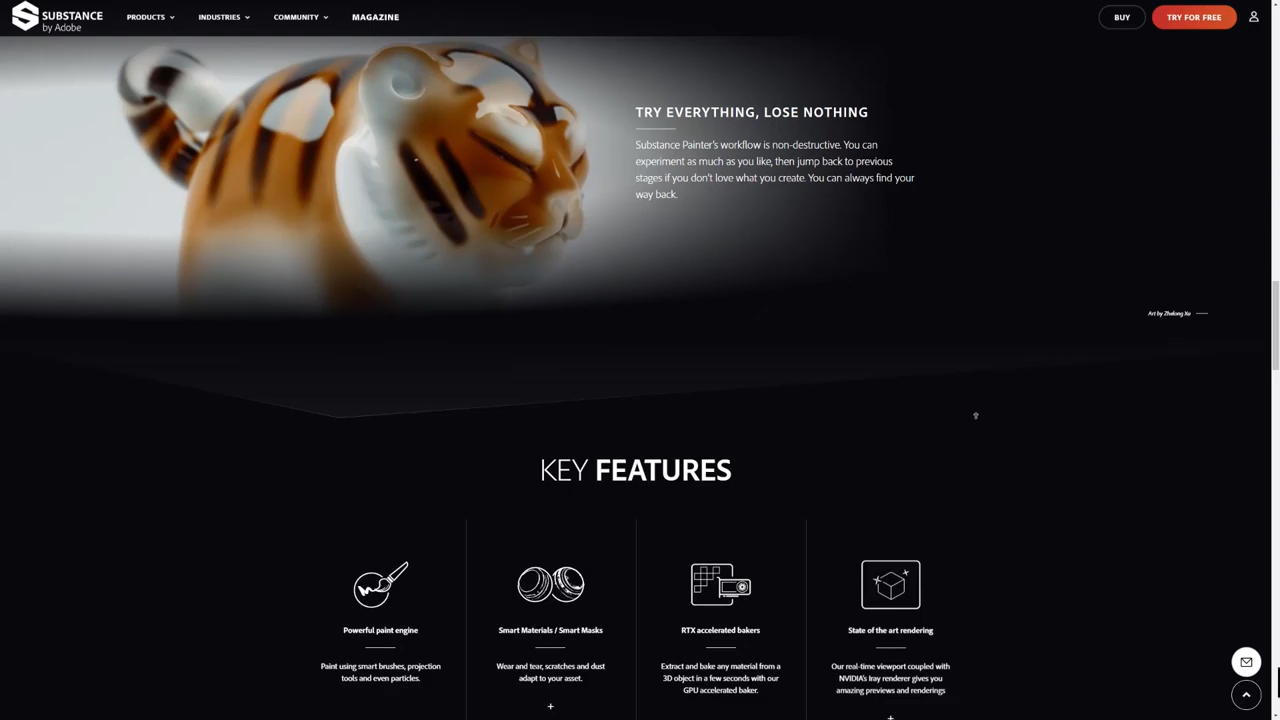 SUBSTANCE
by Adobe
PRODUCTS
INDUSTRIES
COMMUNITY
MAGAZINE
BUY
TRY FOR FREE
TRY EVERYTHING, LOSE NOTHING
Substance Painter's workflow is non-destructive. You can
experiment as much as you like, then jump back to previous
stages if you don't love what you create. You can always find your
way back.
Art by Zhelong Xu
KEY FEATURES
Powerful paint engine
Paint using smart brushes, projection
tools and even particles.
Smart Materials / Smart Masks
Wear and tear, scratches and dust
adapt to your asset.
+
RTX accelerated bakers
Extract and bake any material from a
3D object in a few seconds with our
GPU accelerated baker.
State of the art rendering
Our real-time viewport coupled with
NVIDIA's Iray renderer gives you
amazing previews and renderings
+